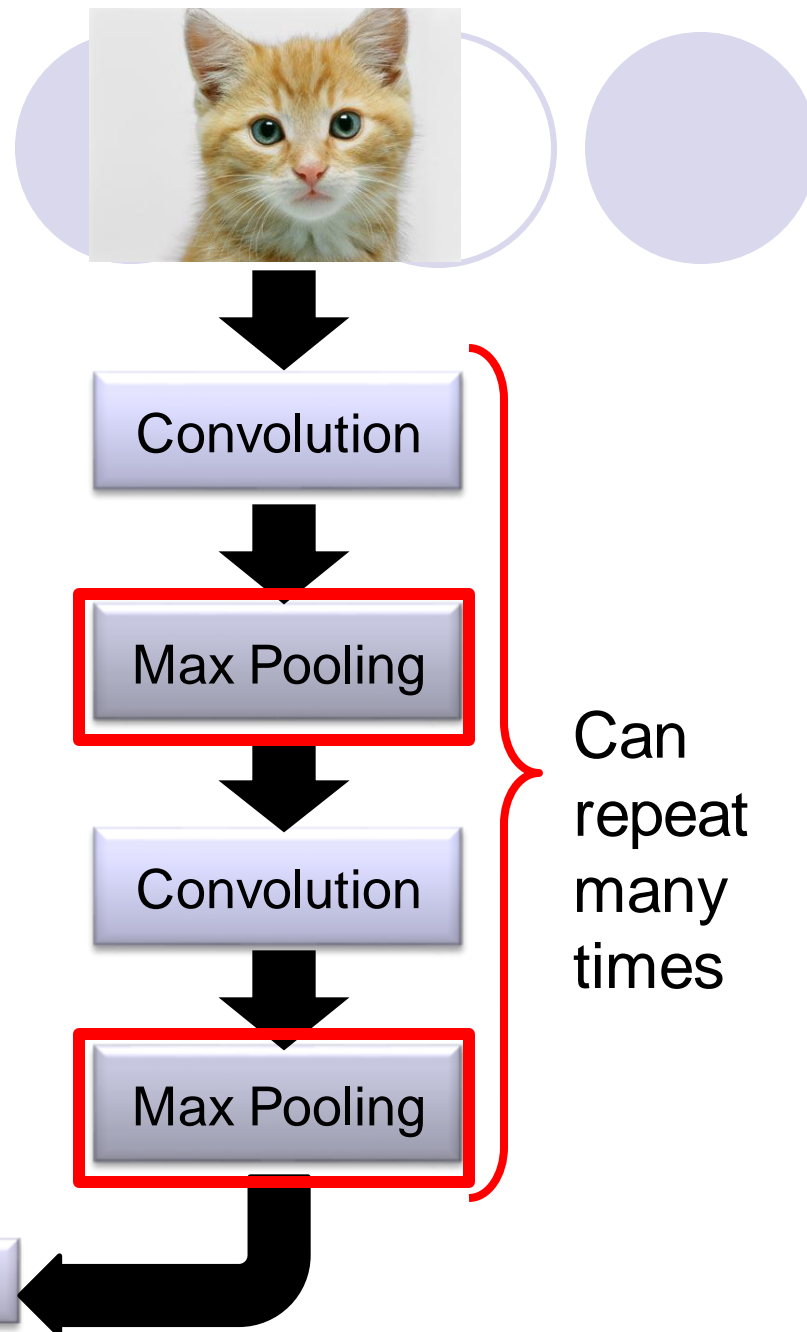 Convolution
Max Pooling
Can
repeat
many
times
Convolution
Max Pooling